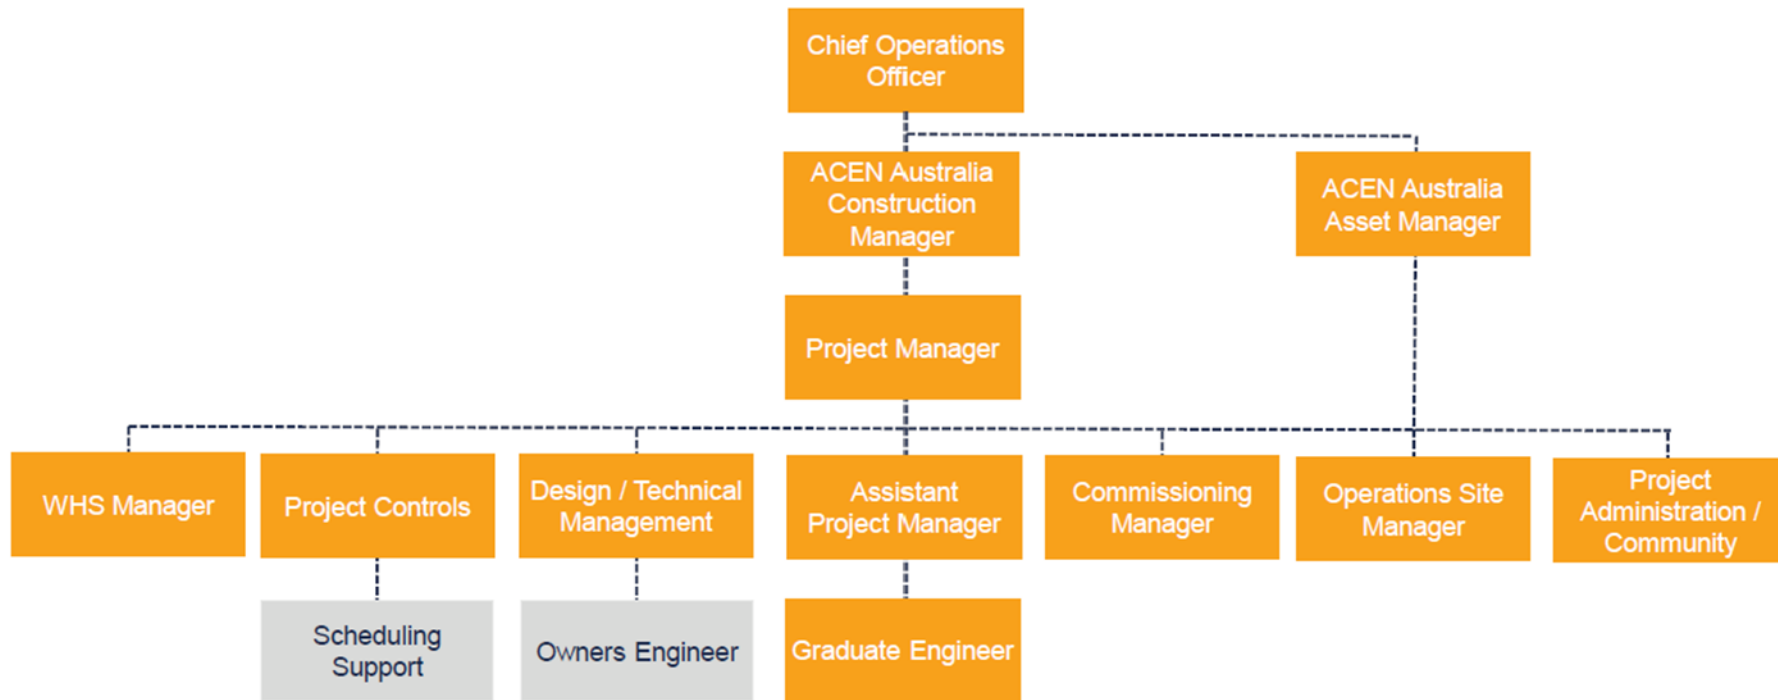 Chief Operations
Officer
ACEN Australia
Construction
Manager
ACEN Australia
Asset Manager
Project Manager
WHS Manager
Project Controls
Design / Technical
Management
Assistant
Project Manager
Commissioning
Manager
Operations Site
Manager
Project
Administration /
Community
Scheduling
Support
Owners Engineer
Graduate Engineer